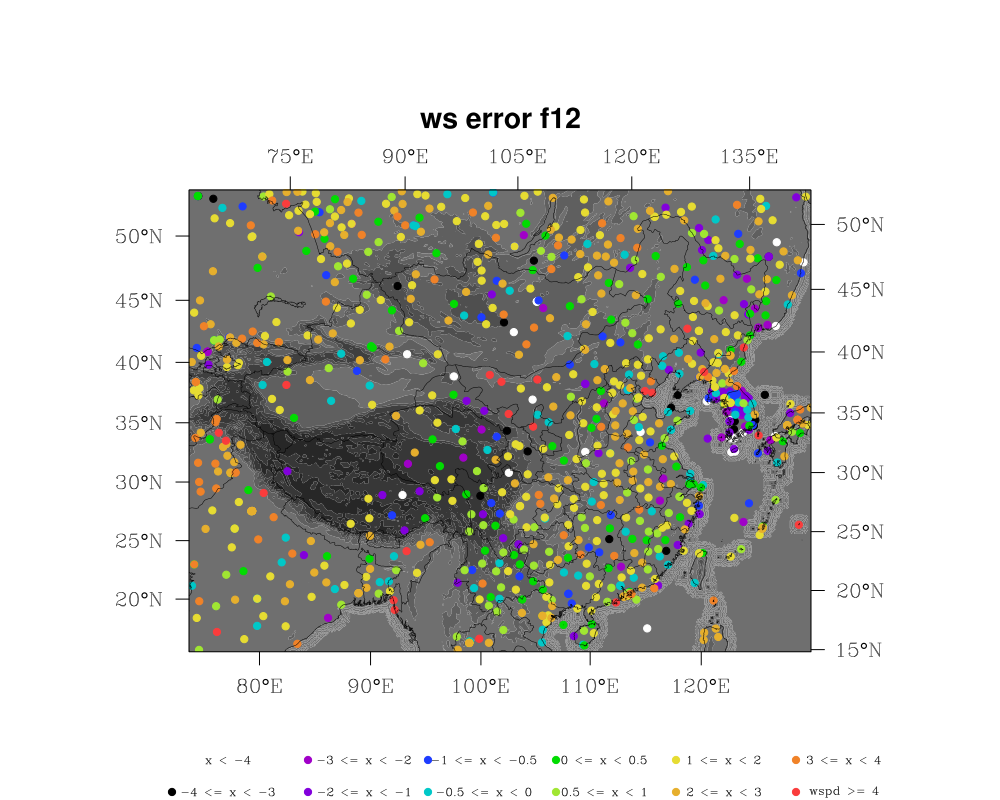 ws error f12
75°E 90°E 105°E 120°E 135°E
50°N 50°N
45°N 45°N
40°N 40°N
35°N 35°N
30°N 30°N
25°N 25°N
20°N 20°N
15°N
80°E 90°E 100°E 110°E 120°E
x < -4 -3 <= x < -2 -1 <= x < -0.5 0 <= x < 0.5 1 <= x < 2 3 <= x < 4
-4 <= x < -3 -2 <= x < -1 -0.5 <= x < 0 0.5 <= x < 1 2 <= x < 3 wspd >= 4